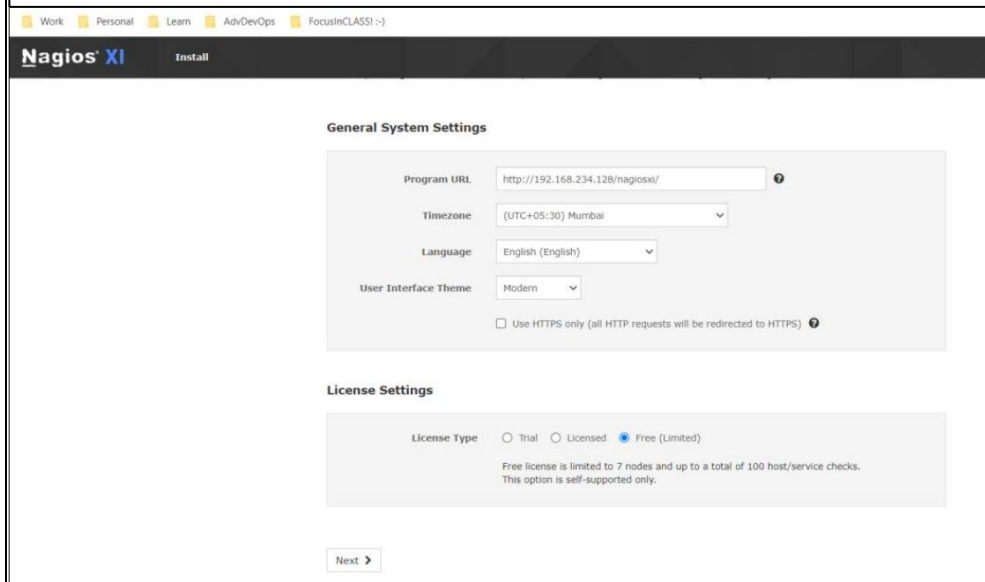 Work Personal Learn AdvDevOps FocusInCLASS! :-)
Nagios® XI Install
General System Settings
Program URL http://192.168.234.128/nagiosxi/
Timezone (UTC+05:30) Mumbai
Language English (English)
User Interface Theme Modern
Use HTTPS only (all HTTP requests will be redirected to HTTPS)
License Settings
License Type Trial Licensed Free (Limited)
Free license is limited to 7 nodes and up to a total of 100 host/service checks.
This option is self-supported only.
Next